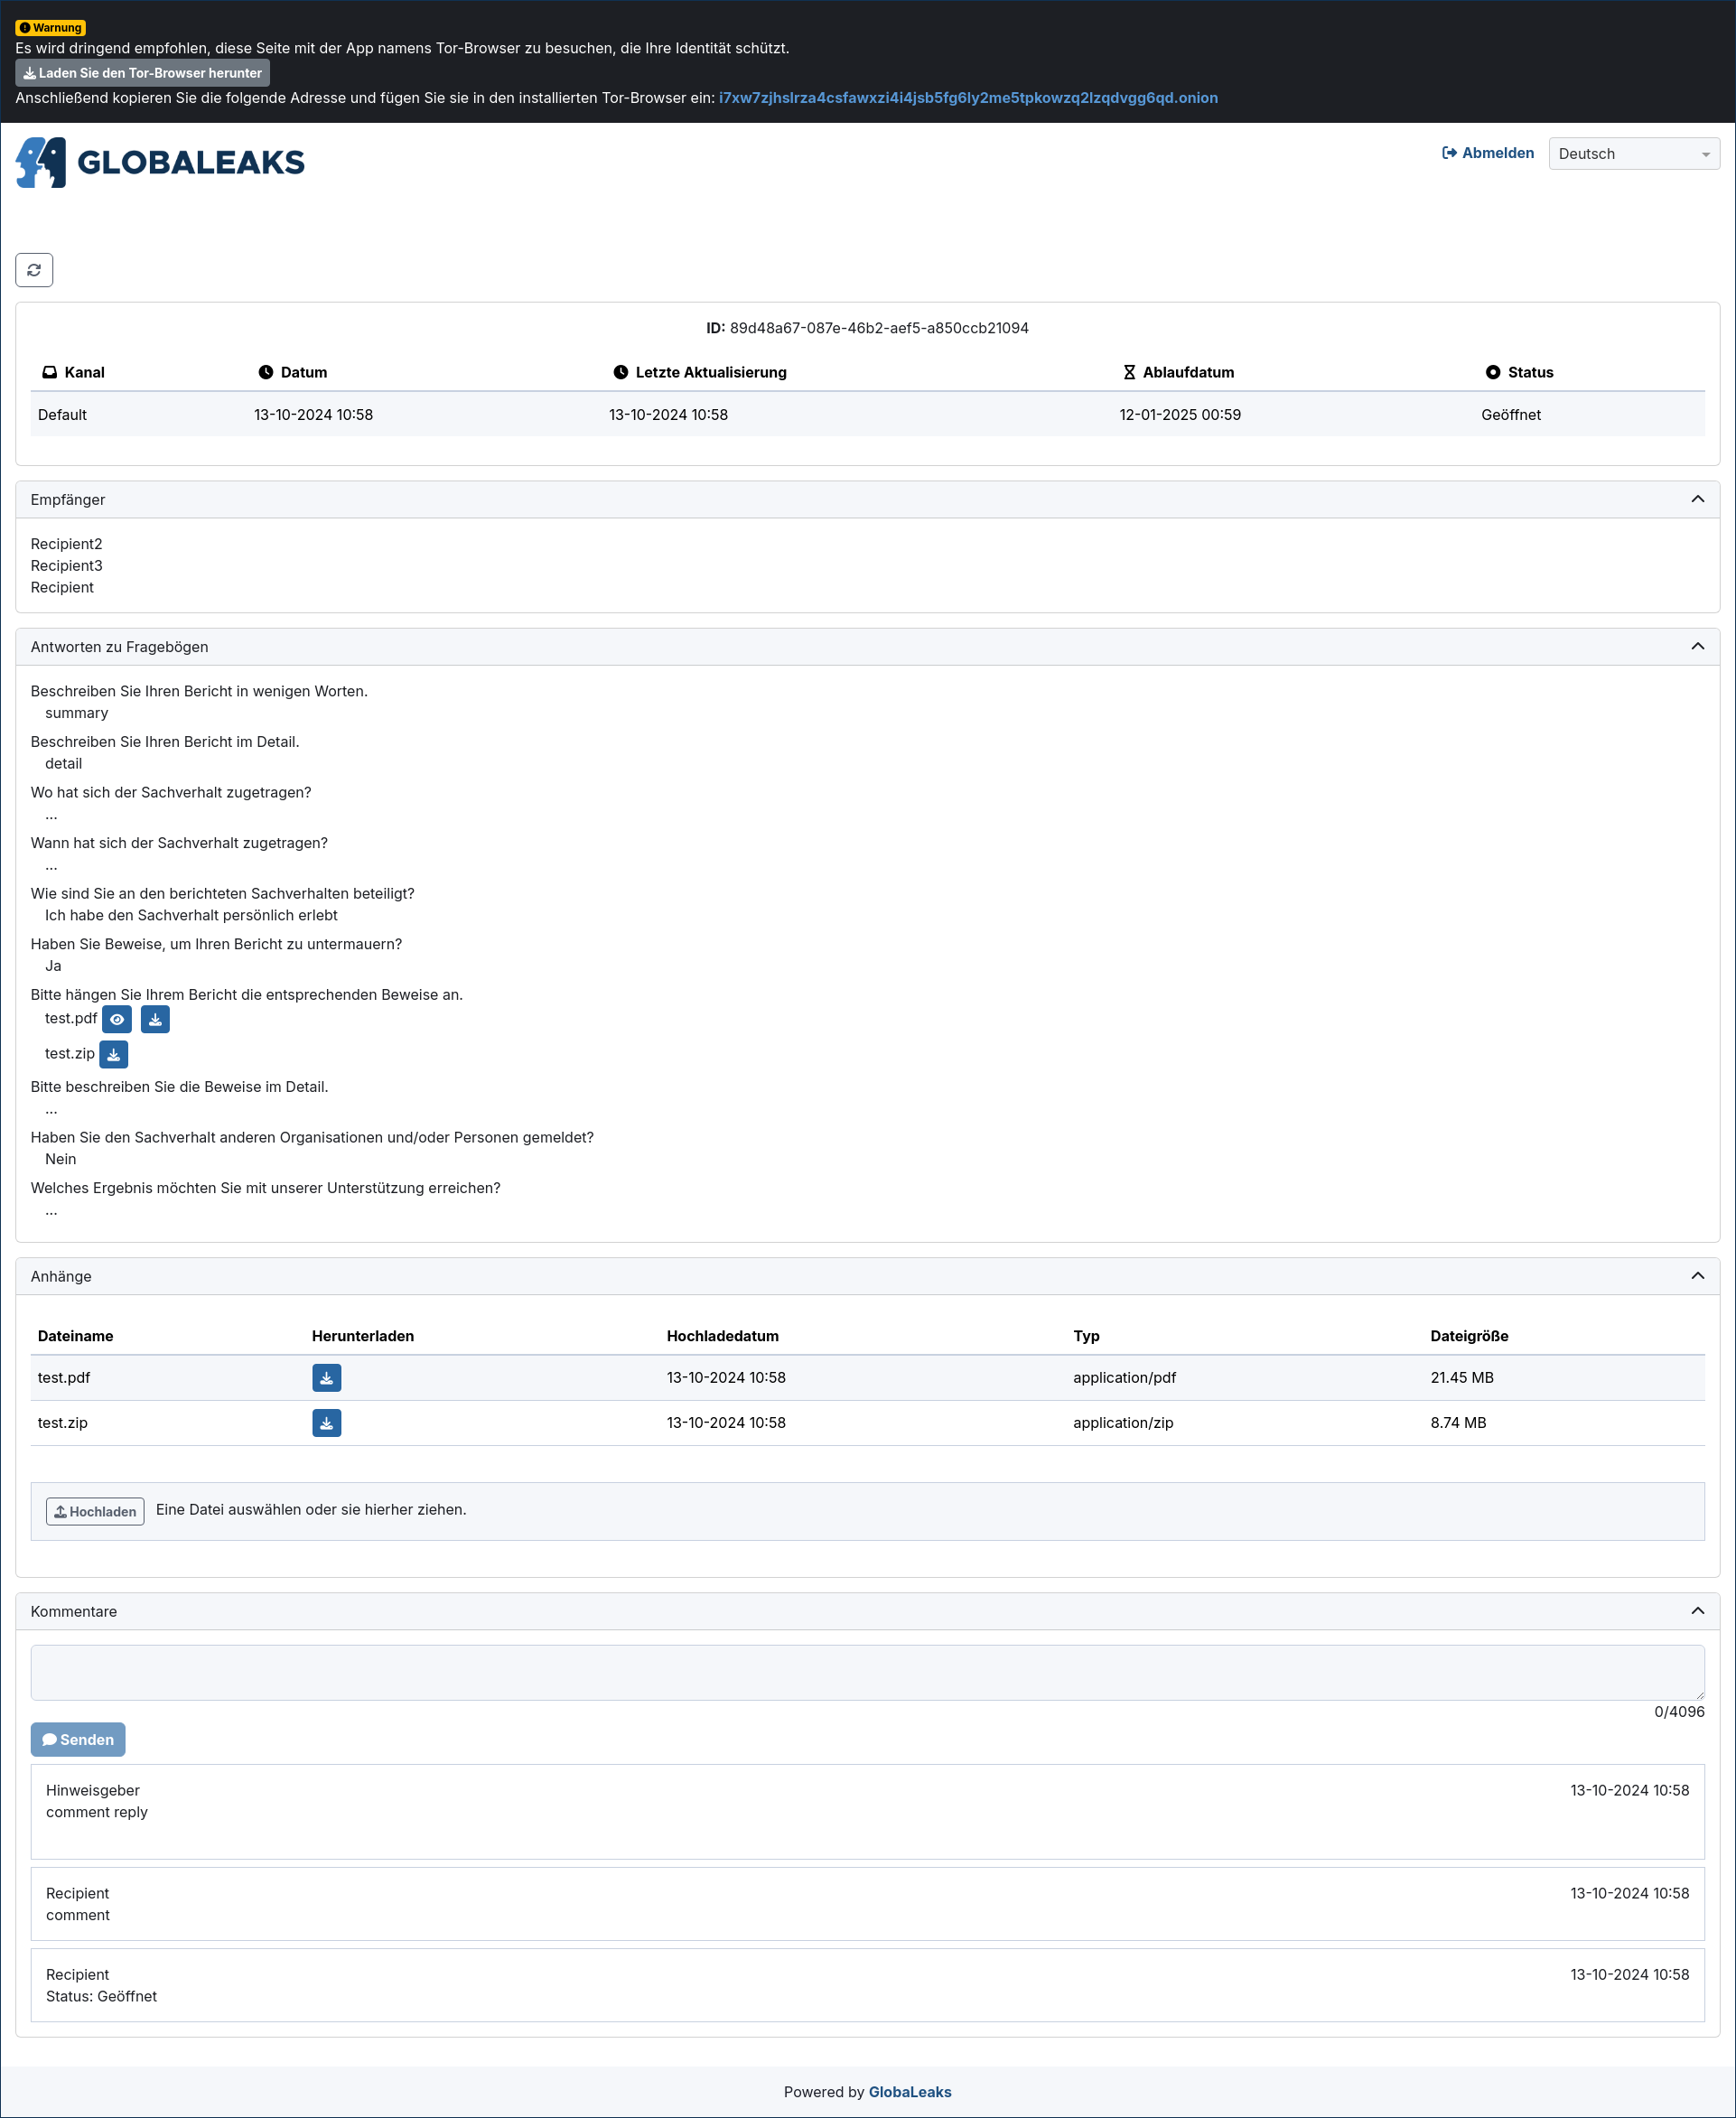 Warnung
Es wird dringend empfohlen, diese Seite mit der App namens Tor-Browser zu besuchen, die Ihre Identität schützt.
Laden Sie den Tor-Browser herunter
Anschließend kopieren Sie die folgende Adresse und fügen Sie sie in den installierten Tor-Browser ein: i7xw7zjhslrza4csfawxzi4i4jsb5fg6ly2me5tpkowzq2lzqdvgg6qd.onion
GLOBALEAKS
Abmelden
Deutsch
ID: 89d48a67-087e-46b2-aef5-a850ccb21094
Kanal Datum Letzte Aktualisierung Ablaufdatum Status
Default 13-10-2024 10:58 13-10-2024 10:58 12-01-2025 00:59 Geöffnet
Empfänger
Recipient2
Recipient3
Recipient
Antworten zu Fragebögen
Beschreiben Sie Ihren Bericht in wenigen Worten.
summary
Beschreiben Sie Ihren Bericht im Detail.
detail
Wo hat sich der Sachverhalt zugetragen?
...
Wann hat sich der Sachverhalt zugetragen?
...
Wie sind Sie an den berichteten Sachverhalten beteiligt?
Ich habe den Sachverhalt persönlich erlebt
Haben Sie Beweise, um Ihren Bericht zu untermauern?
Ja
Bitte hängen Sie Ihrem Bericht die entsprechenden Beweise an.
test.pdf
test.zip
Bitte beschreiben Sie die Beweise im Detail.
...
Haben Sie den Sachverhalt anderen Organisationen und/oder Personen gemeldet?
Nein
Welches Ergebnis möchten Sie mit unserer Unterstützung erreichen?
...
Anhänge
Dateiname Herunterladen Hochladedatum Typ Dateigröße
test.pdf 13-10-2024 10:58 application/pdf 21.45 MB
test.zip 13-10-2024 10:58 application/zip 8.74 MB
Hochladen Eine Datei auswählen oder sie hierher ziehen.
Kommentare
0/4096
Senden
Hinweisgeber 13-10-2024 10:58
comment reply
Recipient 13-10-2024 10:58
comment
Recipient 13-10-2024 10:58
Status: Geöffnet
Powered by GlobaLeaks